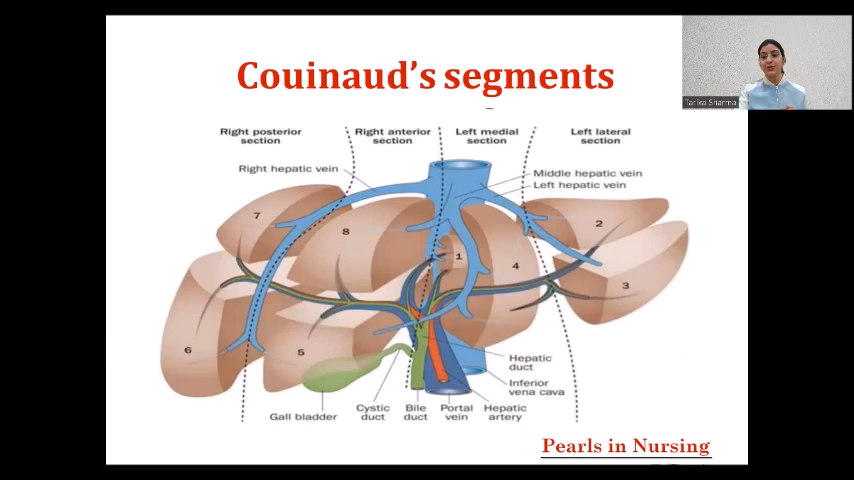 Couinaud's segments
Tarika Sharma
Right posterior
section
Right anterior
section
Left medial
section
Left lateral
section
Right hepatic vein
Middle hepatic vein
Left hepatic vein
7
8
1
4
2
3
6
5
Hepatic
duct
Inferior
vena cava
Gall bladder
Cystic
duct
Bile
duct
Portal
vein
Hepatic
artery
Pearls in Nursing